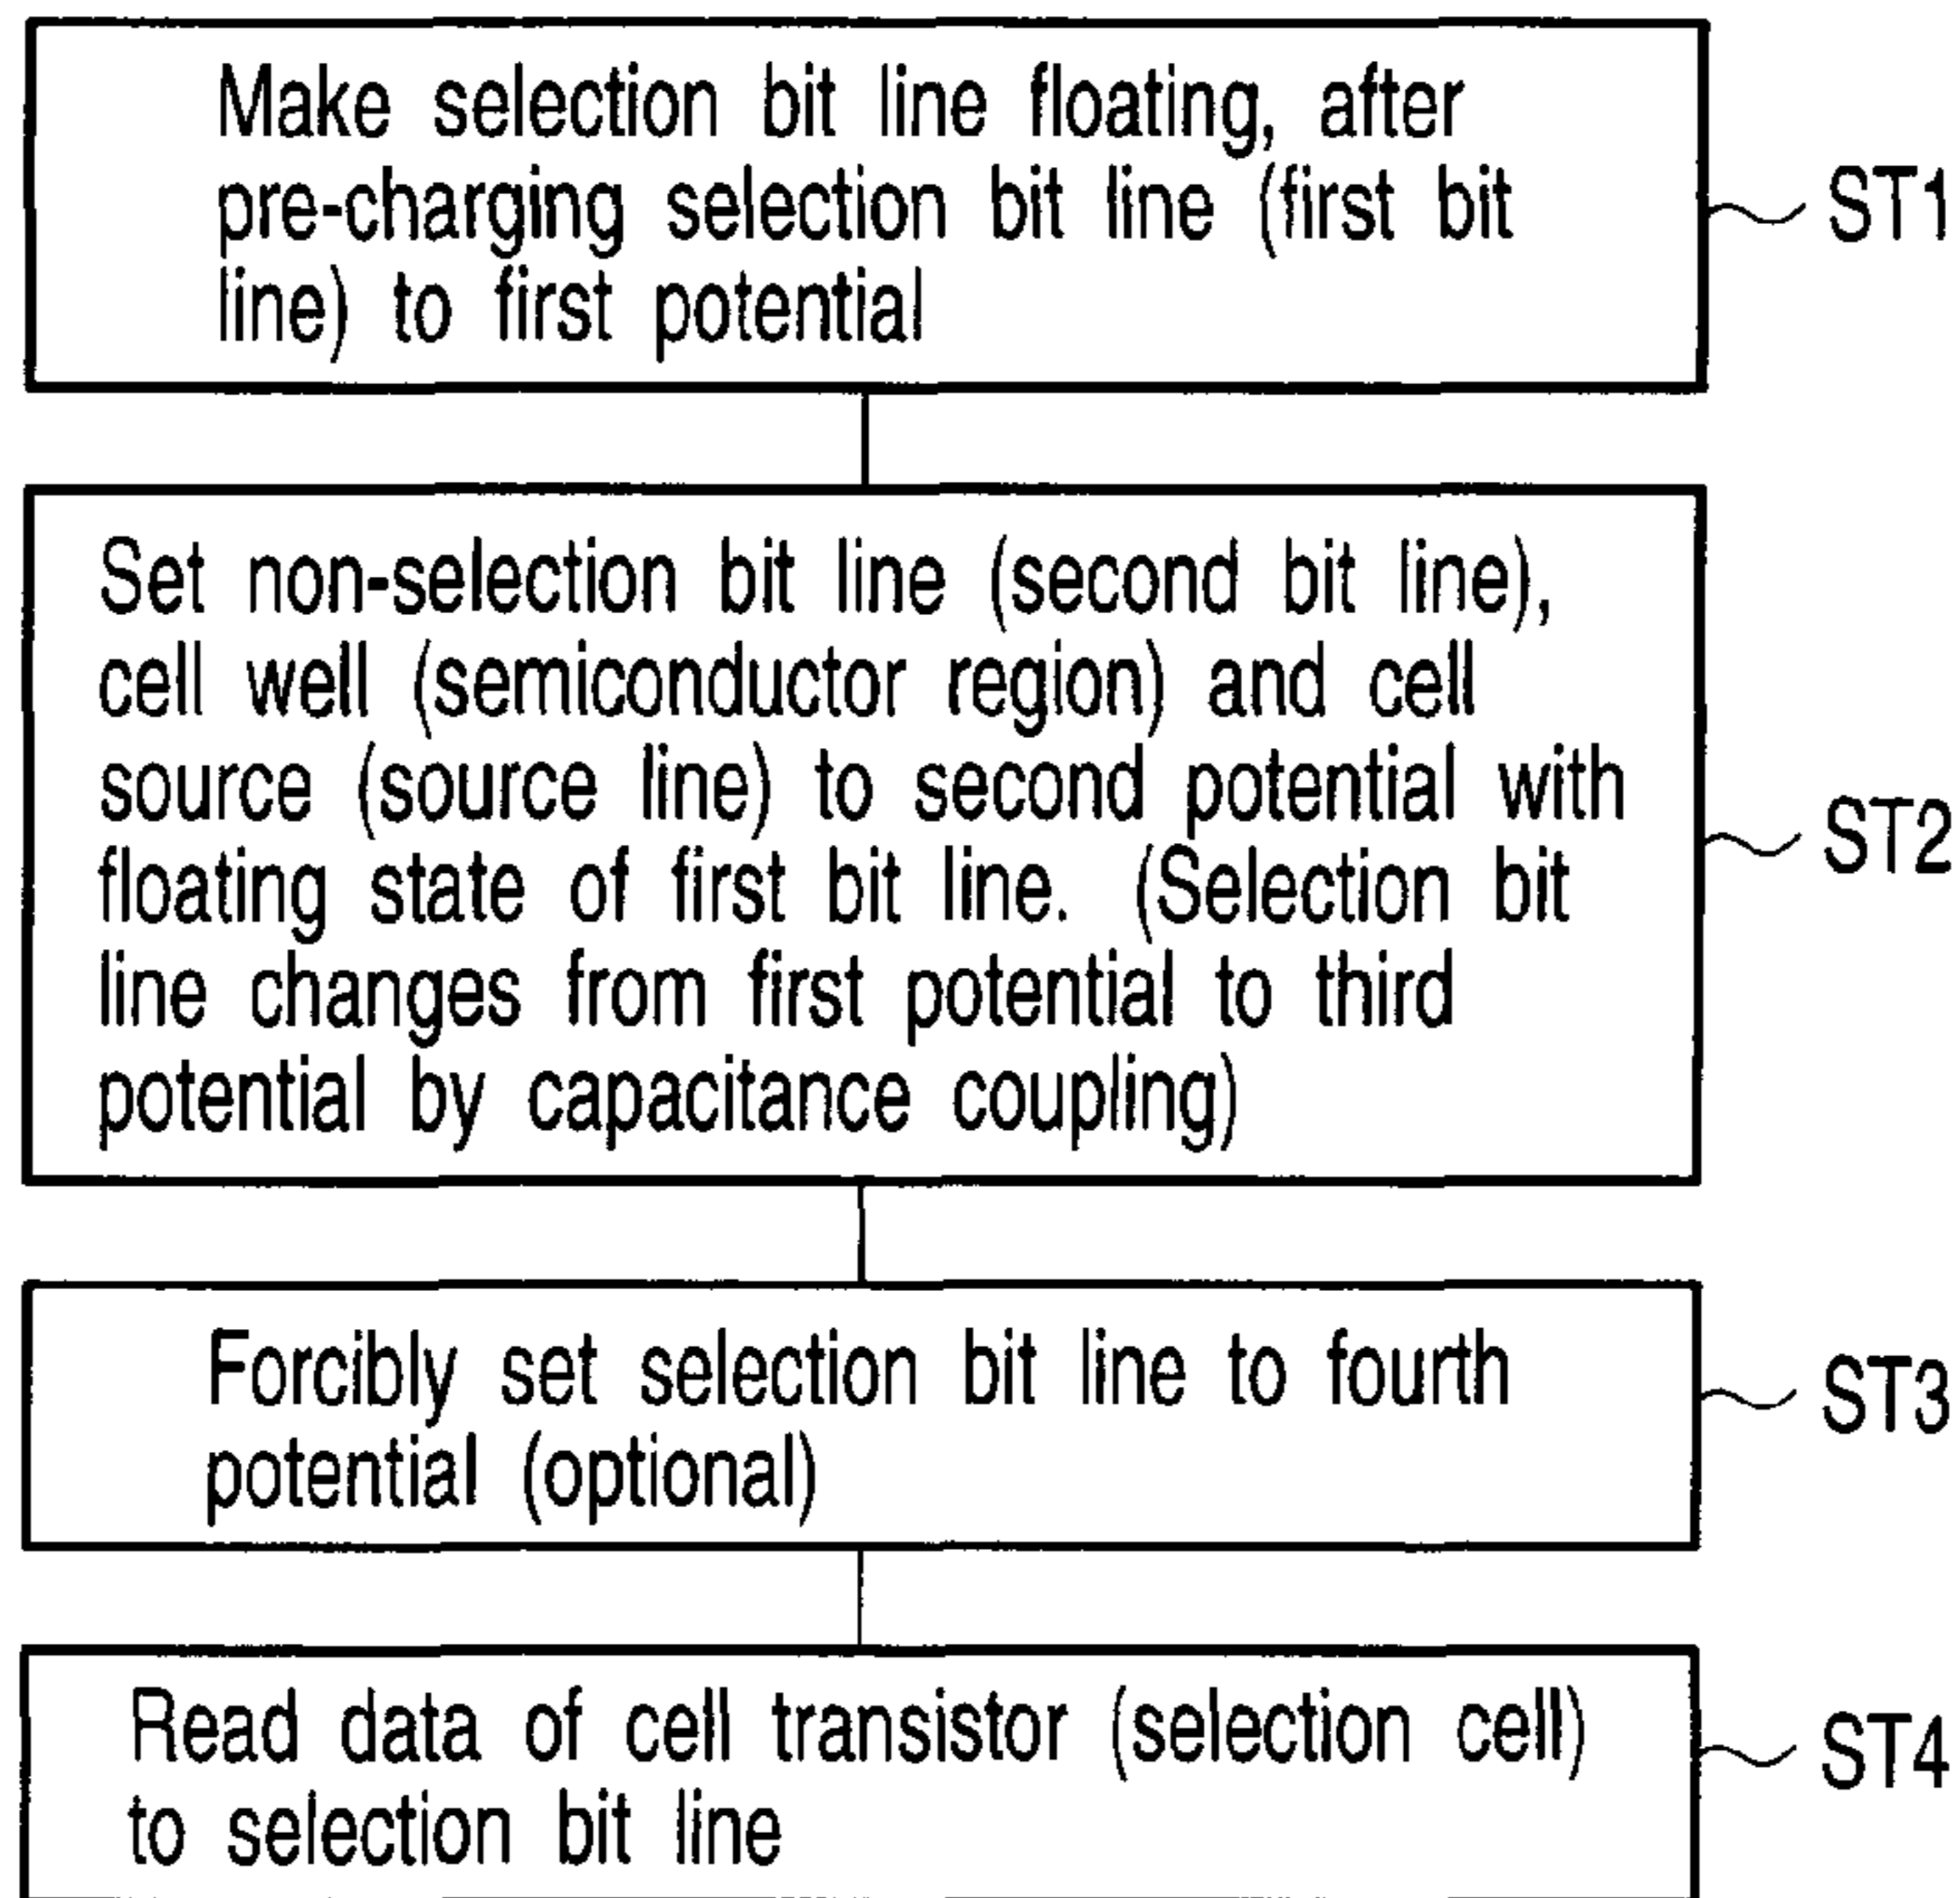 Make selection bit line floating, after
pre-charging selection bit line (first bit
line) to first potential
ST1
Set non-selection bit line (second bit line),
cell well (semiconductor region) and cell
source (source line) to second potential with
floating state of first bit line. (Selection bit
line changes from first potential to third
potential by capacitance coupling)
ST2
Forcibly set selection bit line to fourth
potential (optional)
ST3
Read data of cell transistor (selection cell)
to selection bit line
ST4